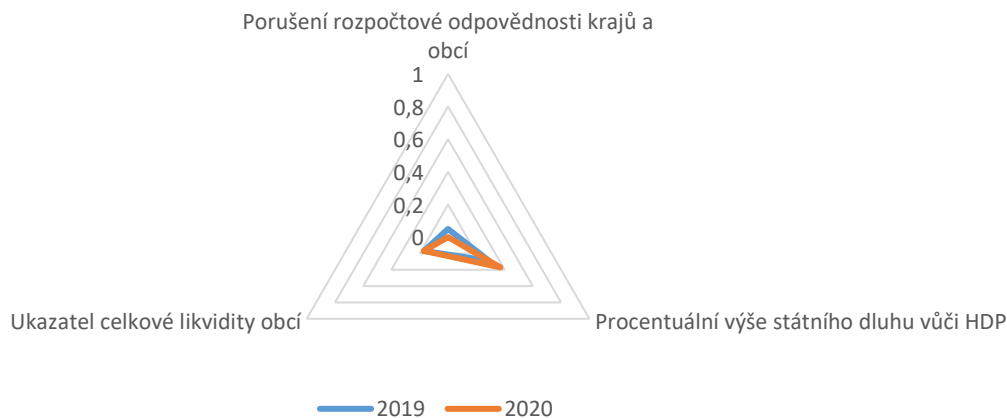 Porušení rozpočtové odpovědnosti krajů a
obcí
1
0,8
0,6
0,4
0,2
0
Ukazatel celkové likvidity obcí
Procentuální výše státního dluhu vůči HDP
2019
2020